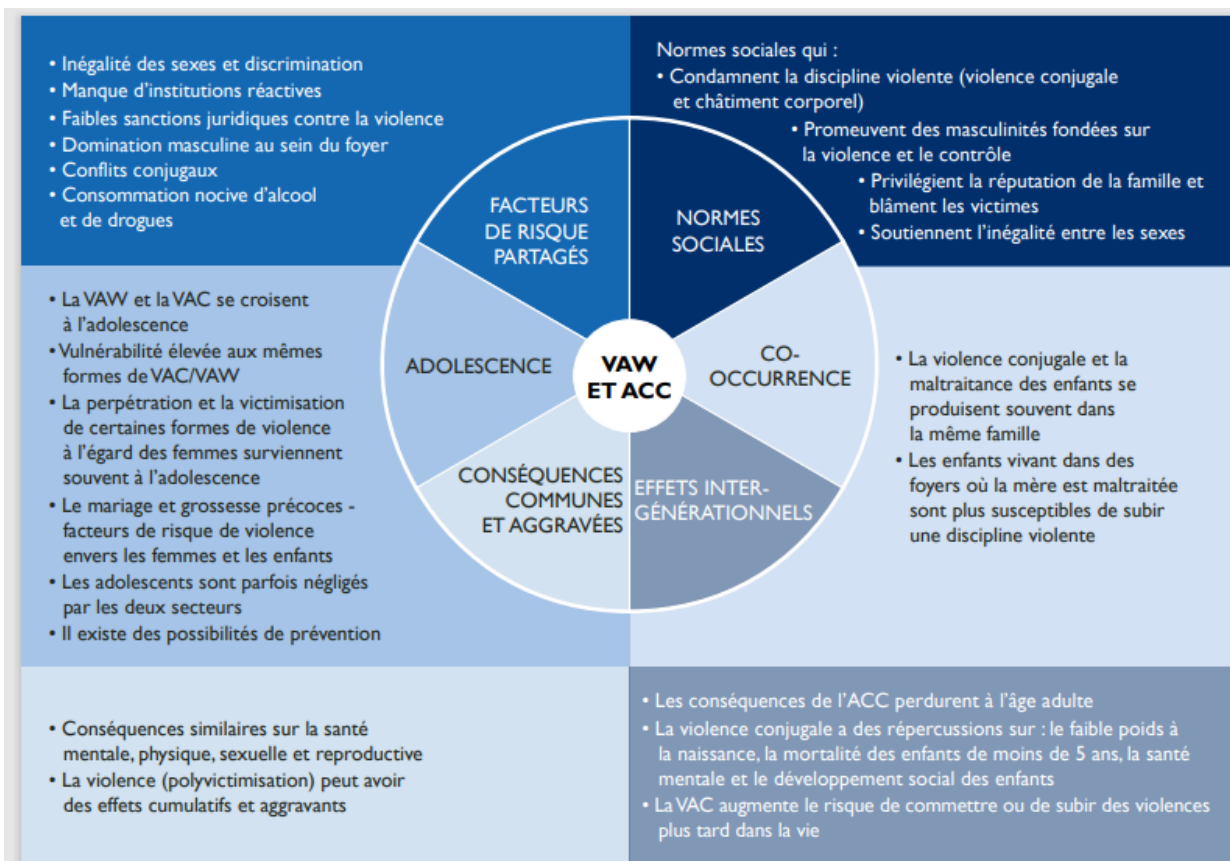 • Inégalité des sexes et discrimination
• Manque d'institutions réactives
• Faibles sanctions juridiques contre la violence
• Domination masculine au sein du foyer
• Conflits conjugaux
• Consommation nocive d'alcool
et de drogues
Normes sociales qui :
• Condamnent la discipline violente (violence conjugale
et châtiment corporel)
• Promeuvent des masculinités fondées sur
la violence et le contrôle
• Privilégient la réputation de la famille et
blâment les victimes
• Soutiennent l'inégalité entre les sexes
FACTEURS
DE RISQUE
PARTAGÉS
NORMES
SOCIALES
ADOLESCENCE
VAW
ET ACC
CO-
OCCURRENCE
CONSÉQUENCES
COMMUNES
ET AGGRAVÉES
EFFETS INTER-
GÉNÉRATIONNELS
• La VAW et la VAC se croisent
à l'adolescence
• Vulnérabilité élevée aux mêmes
formes de VAC/VAW
• La perpétration et la victimisation
de certaines formes de violence
à l'égard des femmes surviennent
souvent à l'adolescence
• Le mariage et grossesse précoces -
facteurs de risque de violence
envers les femmes et les enfants
• Les adolescents sont parfois négligés
par les deux secteurs
• Il existe des possibilités de prévention
• La violence conjugale et la
maltraitance des enfants se
produisent souvent dans
la même famille
• Les enfants vivant dans des
foyers où la mère est maltraitée
sont plus susceptibles de subir
une discipline violente
• Conséquences similaires sur la santé
mentale, physique, sexuelle et reproductive
• La violence (polyvictimisation) peut avoir
des effets cumulatifs et aggravants
• Les conséquences de l'ACC perdurent à l'âge adulte
• La violence conjugale a des répercussions sur : le faible poids à
la naissance, la mortalité des enfants de moins de 5 ans, la santé
mentale et le développement social des enfants
• La VAC augmente le risque de commettre ou de subir des violences
plus tard dans la vie